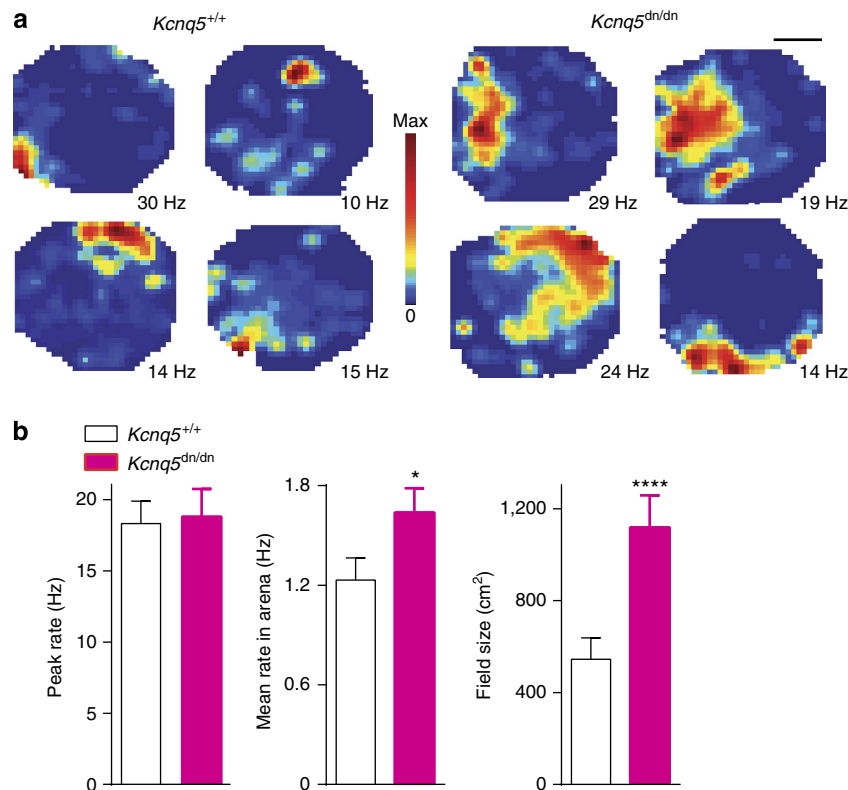 a
Kcnq5+/+
Kcnq5dn/dn
30 Hz
10 Hz
Max
0
29 Hz
19 Hz
14 Hz
15 Hz
24 Hz
14 Hz
b
Kcnq5+/+
Kcnq5dn/dn
Peak rate (Hz)
20
15
10
5
0
Mean rate in arena (Hz)
1.8
1.2
0.6
0
*
Field size (cm²)
1,200
800
400
0
****